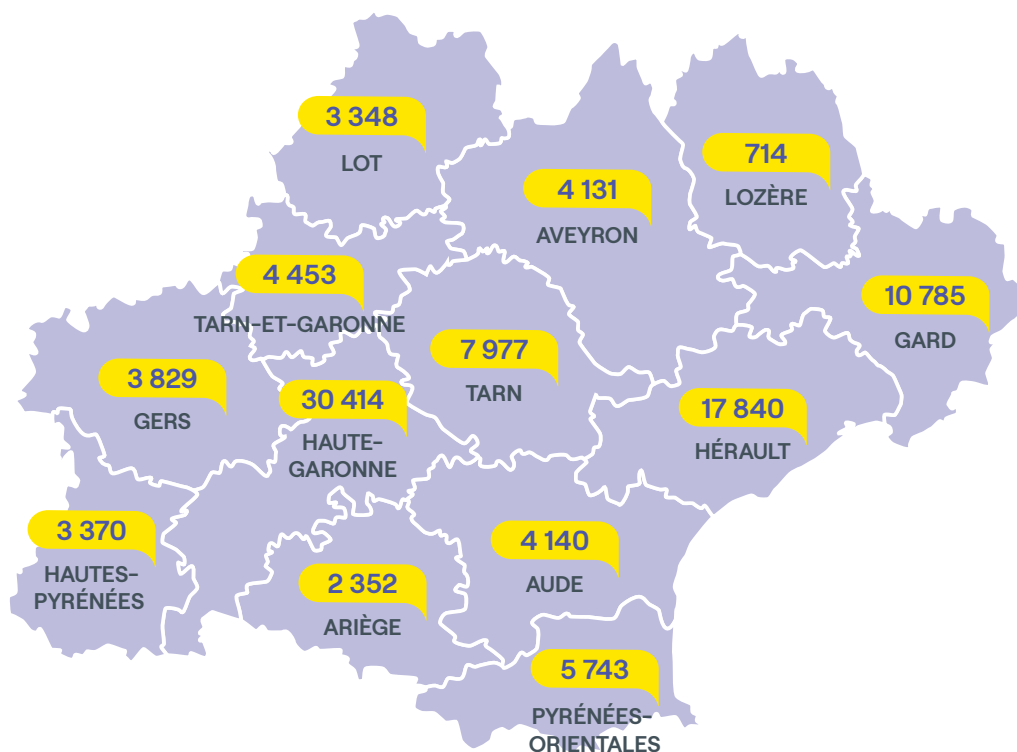 3 348
LOT
714
LOZÈRE
4 131
AVEYRON
4 453
TARN-ET-GARONNE
10 785
GARD
7 977
TARN
3 829
GERS
30 414
HAUTE-
GARONNE
17 840
HÉRAULT
3 370
HAUTES-
PYRÉNÉES
4 140
AUDE
2 352
ARIÈGE
5 743
PYRÉNÉES-
ORIENTALES